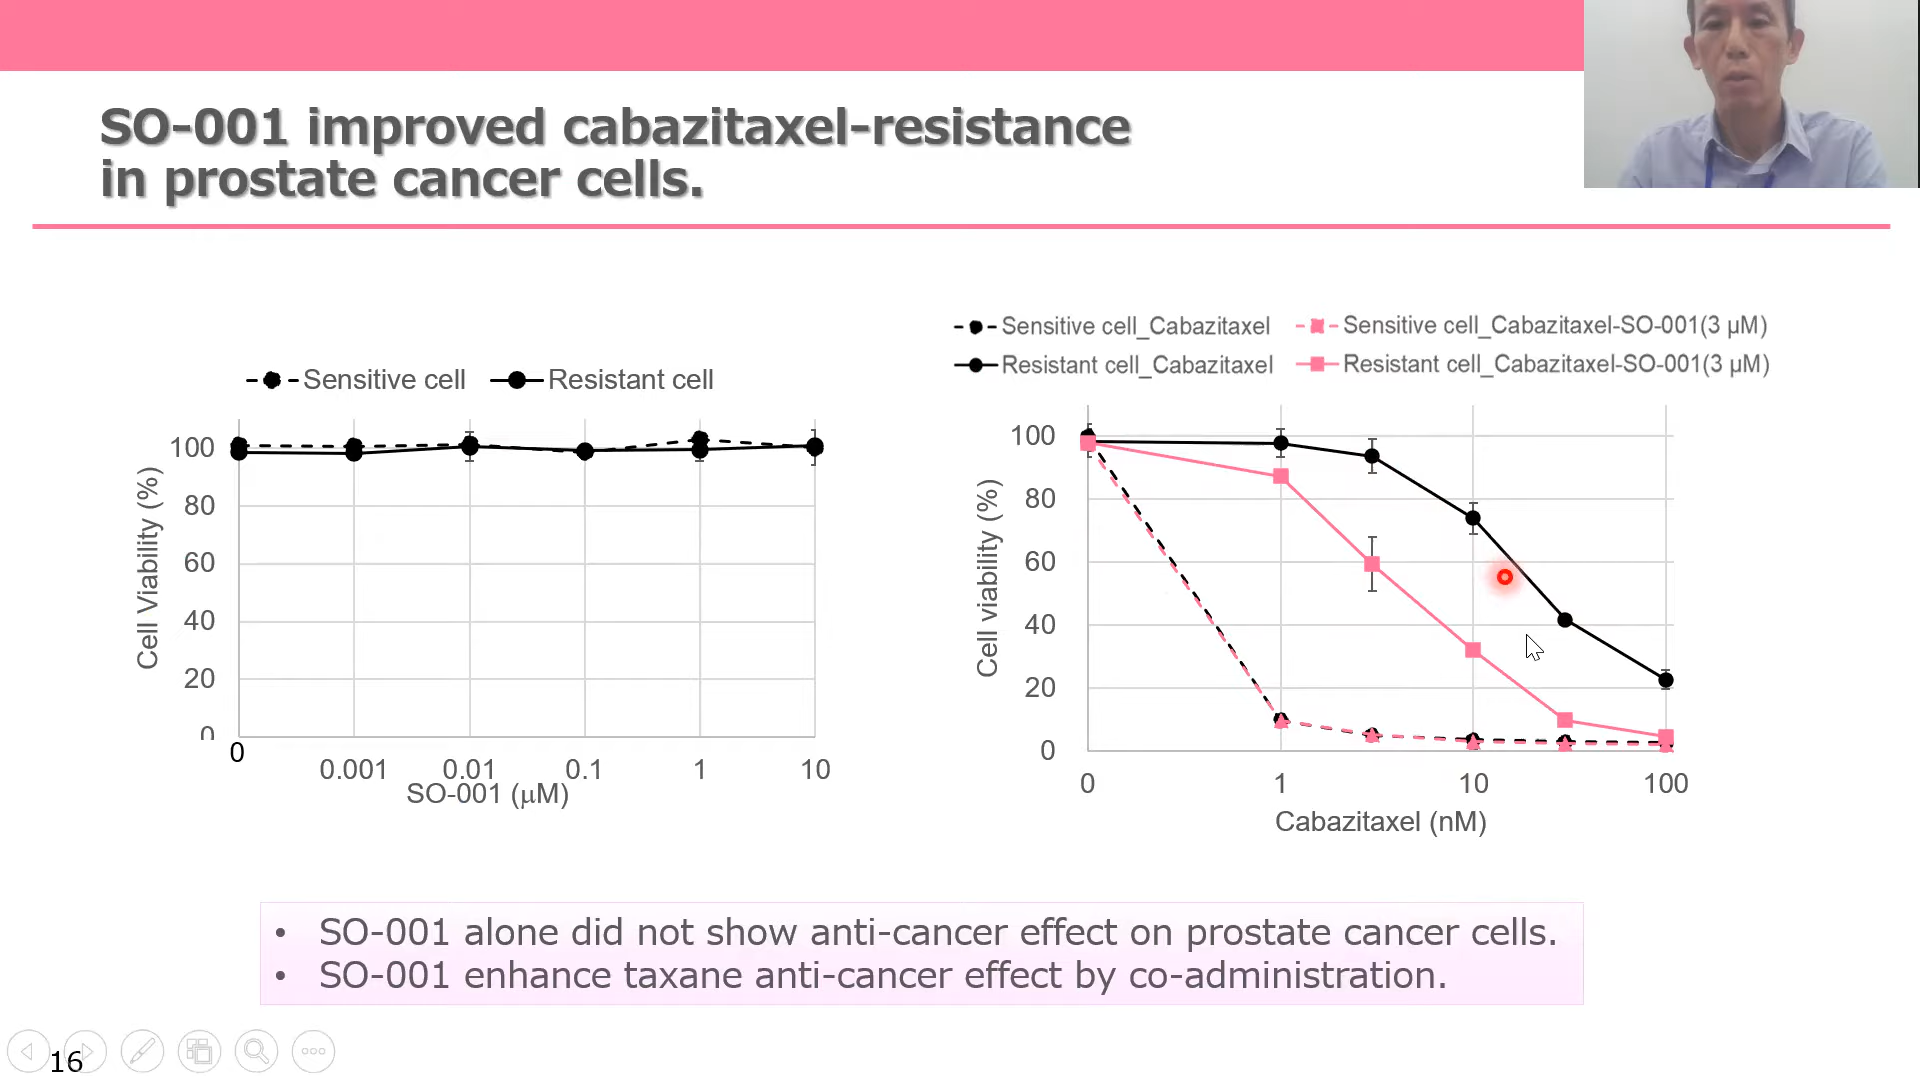 SO-001 improved cabazitaxel-resistance
in prostate cancer cells.
Sensitive cell Resistant cell
Cell Viability (%)
100
80
60
40
20
0
0
0.001 0.01 0.1 1 10
SO-001 (μM)
Sensitive cell_Cabazitaxel Sensitive cell_Cabazitaxel-SO-001(3 μM)
Resistant cell_Cabazitaxel Resistant cell_Cabazitaxel-SO-001(3 μM)
Cell viability (%)
100
80
60
40
20
0
0 1 10 100
Cabazitaxel (nM)
• SO-001 alone did not show anti-cancer effect on prostate cancer cells.
• SO-001 enhance taxane anti-cancer effect by co-administration.
16